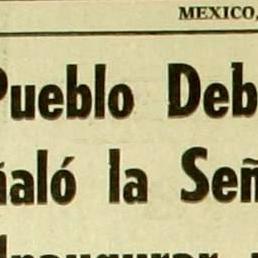 MEXICO,
Pueblo Deb
ñaló la Señ